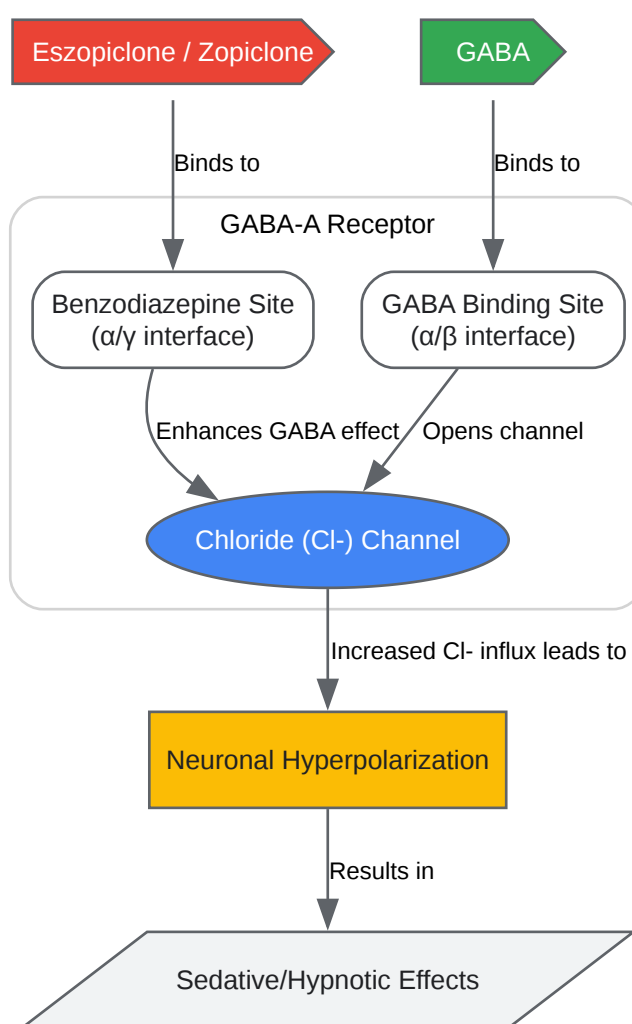 Eszopiclone / Zopiclone
GABA
Binds to
Binds to
GABA-A Receptor
Benzodiazepine Site
(α/γ interface)
GABA Binding Site
(α/β interface)
Enhances GABA effect
Opens channel
Chloride (Cl-) Channel
Increased Cl- influx leads to
Neuronal Hyperpolarization
Results in
Sedative/Hypnotic Effects